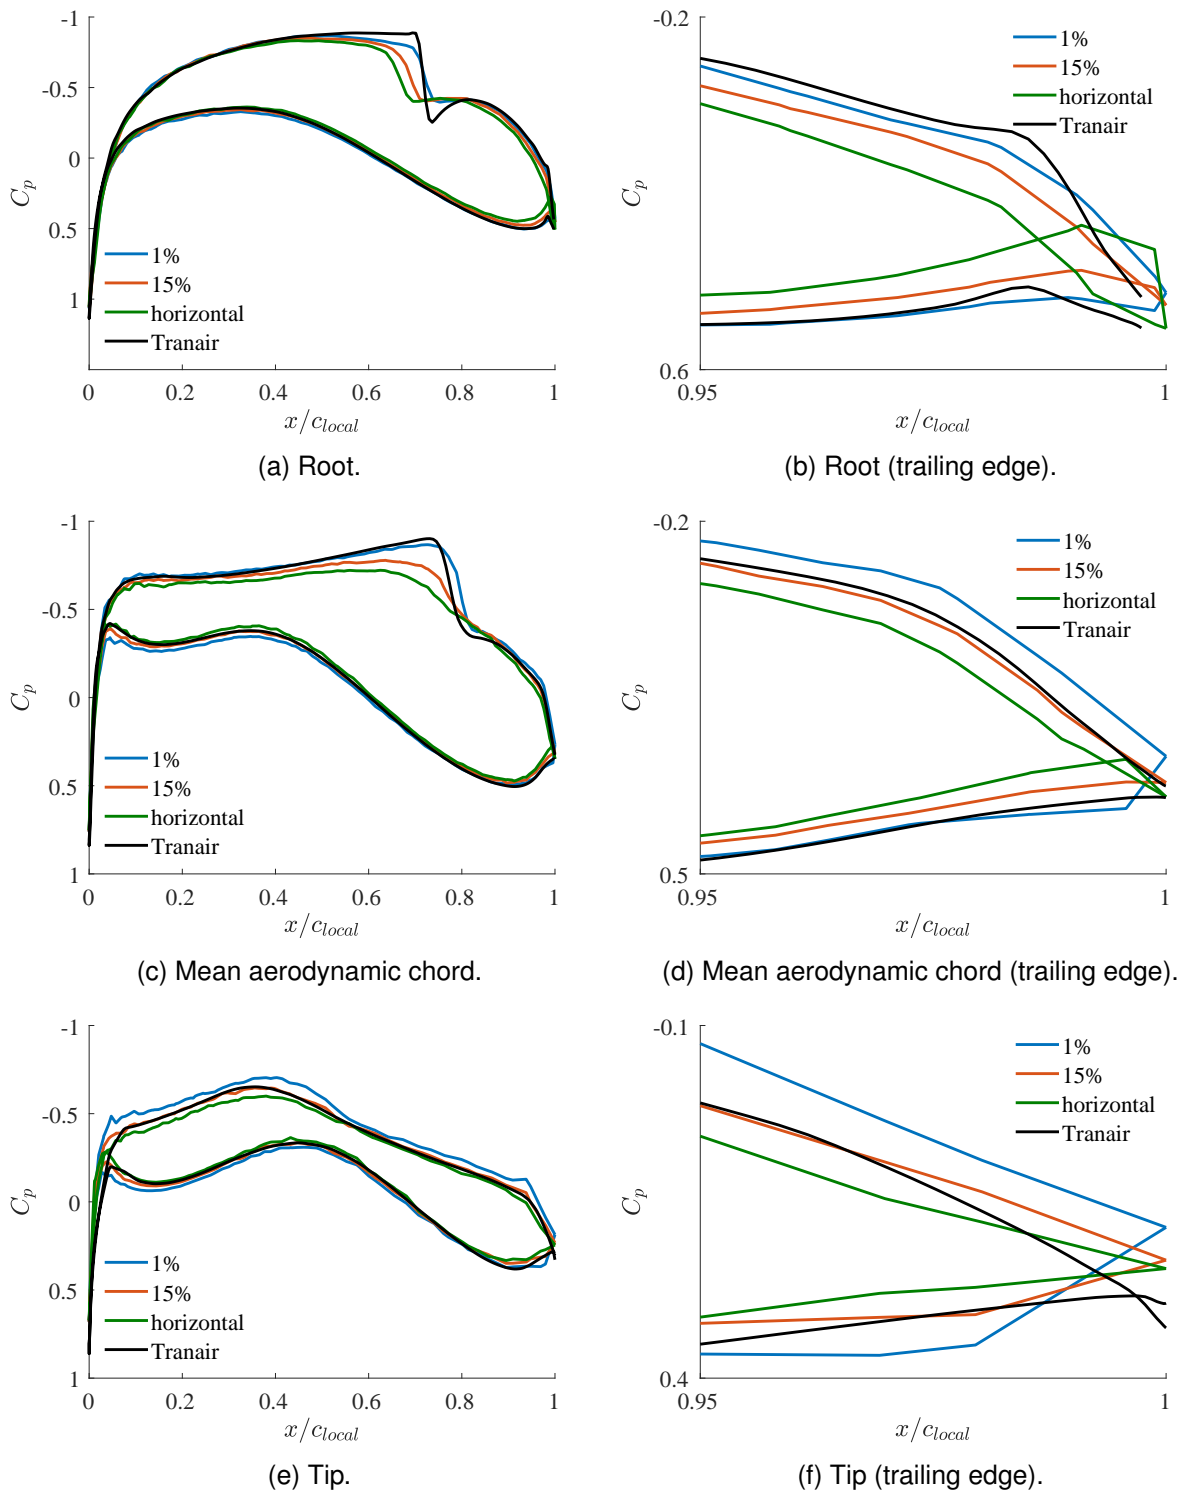 -1
-0.5
0
0.5
1
C_p
0 0.2 0.4 0.6 0.8 1
x/c_local
1%
15%
horizontal
Tranair
(a) Root.
-0.2
0.6
C_p
0.95 1
x/c_local
1%
15%
horizontal
Tranair
(b) Root (trailing edge).
-1
-0.5
0
0.5
1
C_p
0 0.2 0.4 0.6 0.8 1
x/c_local
1%
15%
horizontal
Tranair
(c) Mean aerodynamic chord.
-0.2
0.5
C_p
0.95 1
x/c_local
1%
15%
horizontal
Tranair
(d) Mean aerodynamic chord (trailing edge).
-1
-0.5
0
0.5
1
C_p
0 0.2 0.4 0.6 0.8 1
x/c_local
1%
15%
horizontal
Tranair
(e) Tip.
-0.1
0.4
C_p
0.95 1
x/c_local
1%
15%
horizontal
Tranair
(f) Tip (trailing edge).